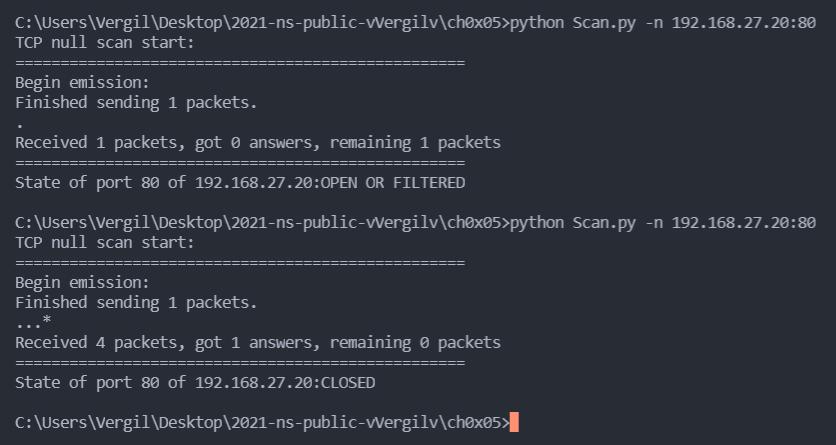 C:\Users\Vergil\Desktop\2021-ns-public-vVergilv\ch0x05>python Scan.py -n 192.168.27.20:80
TCP null scan start:
==================================================
Begin emission:
Finished sending 1 packets.
.
Received 1 packets, got 0 answers, remaining 1 packets
==================================================
State of port 80 of 192.168.27.20:OPEN OR FILTERED
C:\Users\Vergil\Desktop\2021-ns-public-vVergilv\ch0x05>python Scan.py -n 192.168.27.20:80
TCP null scan start:
==================================================
Begin emission:
Finished sending 1 packets.
...*
Received 4 packets, got 1 answers, remaining 0 packets
==================================================
State of port 80 of 192.168.27.20:CLOSED
C:\Users\Vergil\Desktop\2021-ns-public-vVergilv\ch0x05>